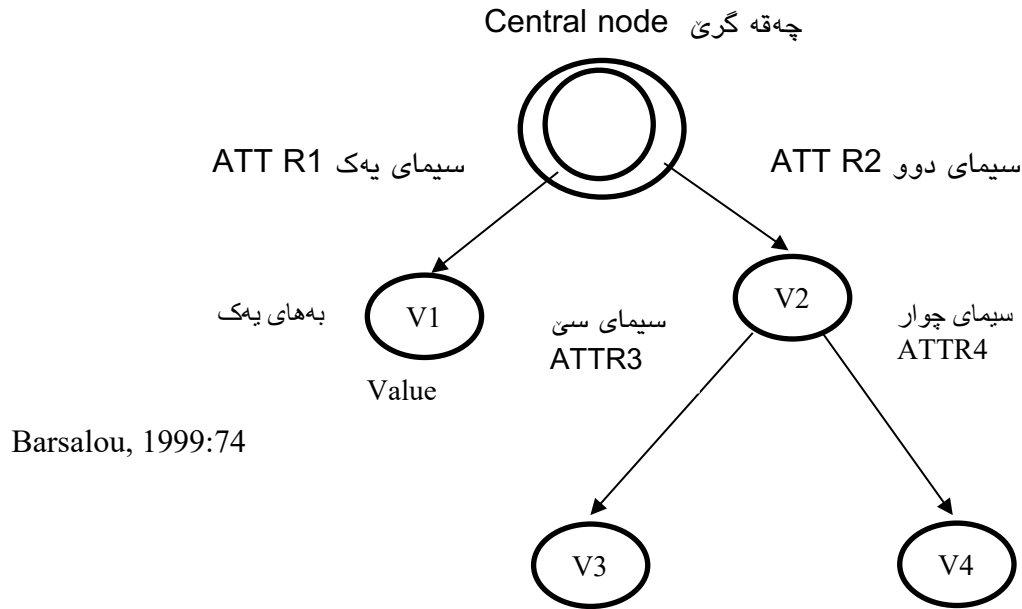 Central node چەقە گرێ
ATT R1 سیمای یەک
ATT R2 سیمای دوو
بەهای یەک
V1
Value
سیمای سێ
ATTR3
V2
سیمای چوار
ATTR4
Barsalou, 1999:74
V3
V4